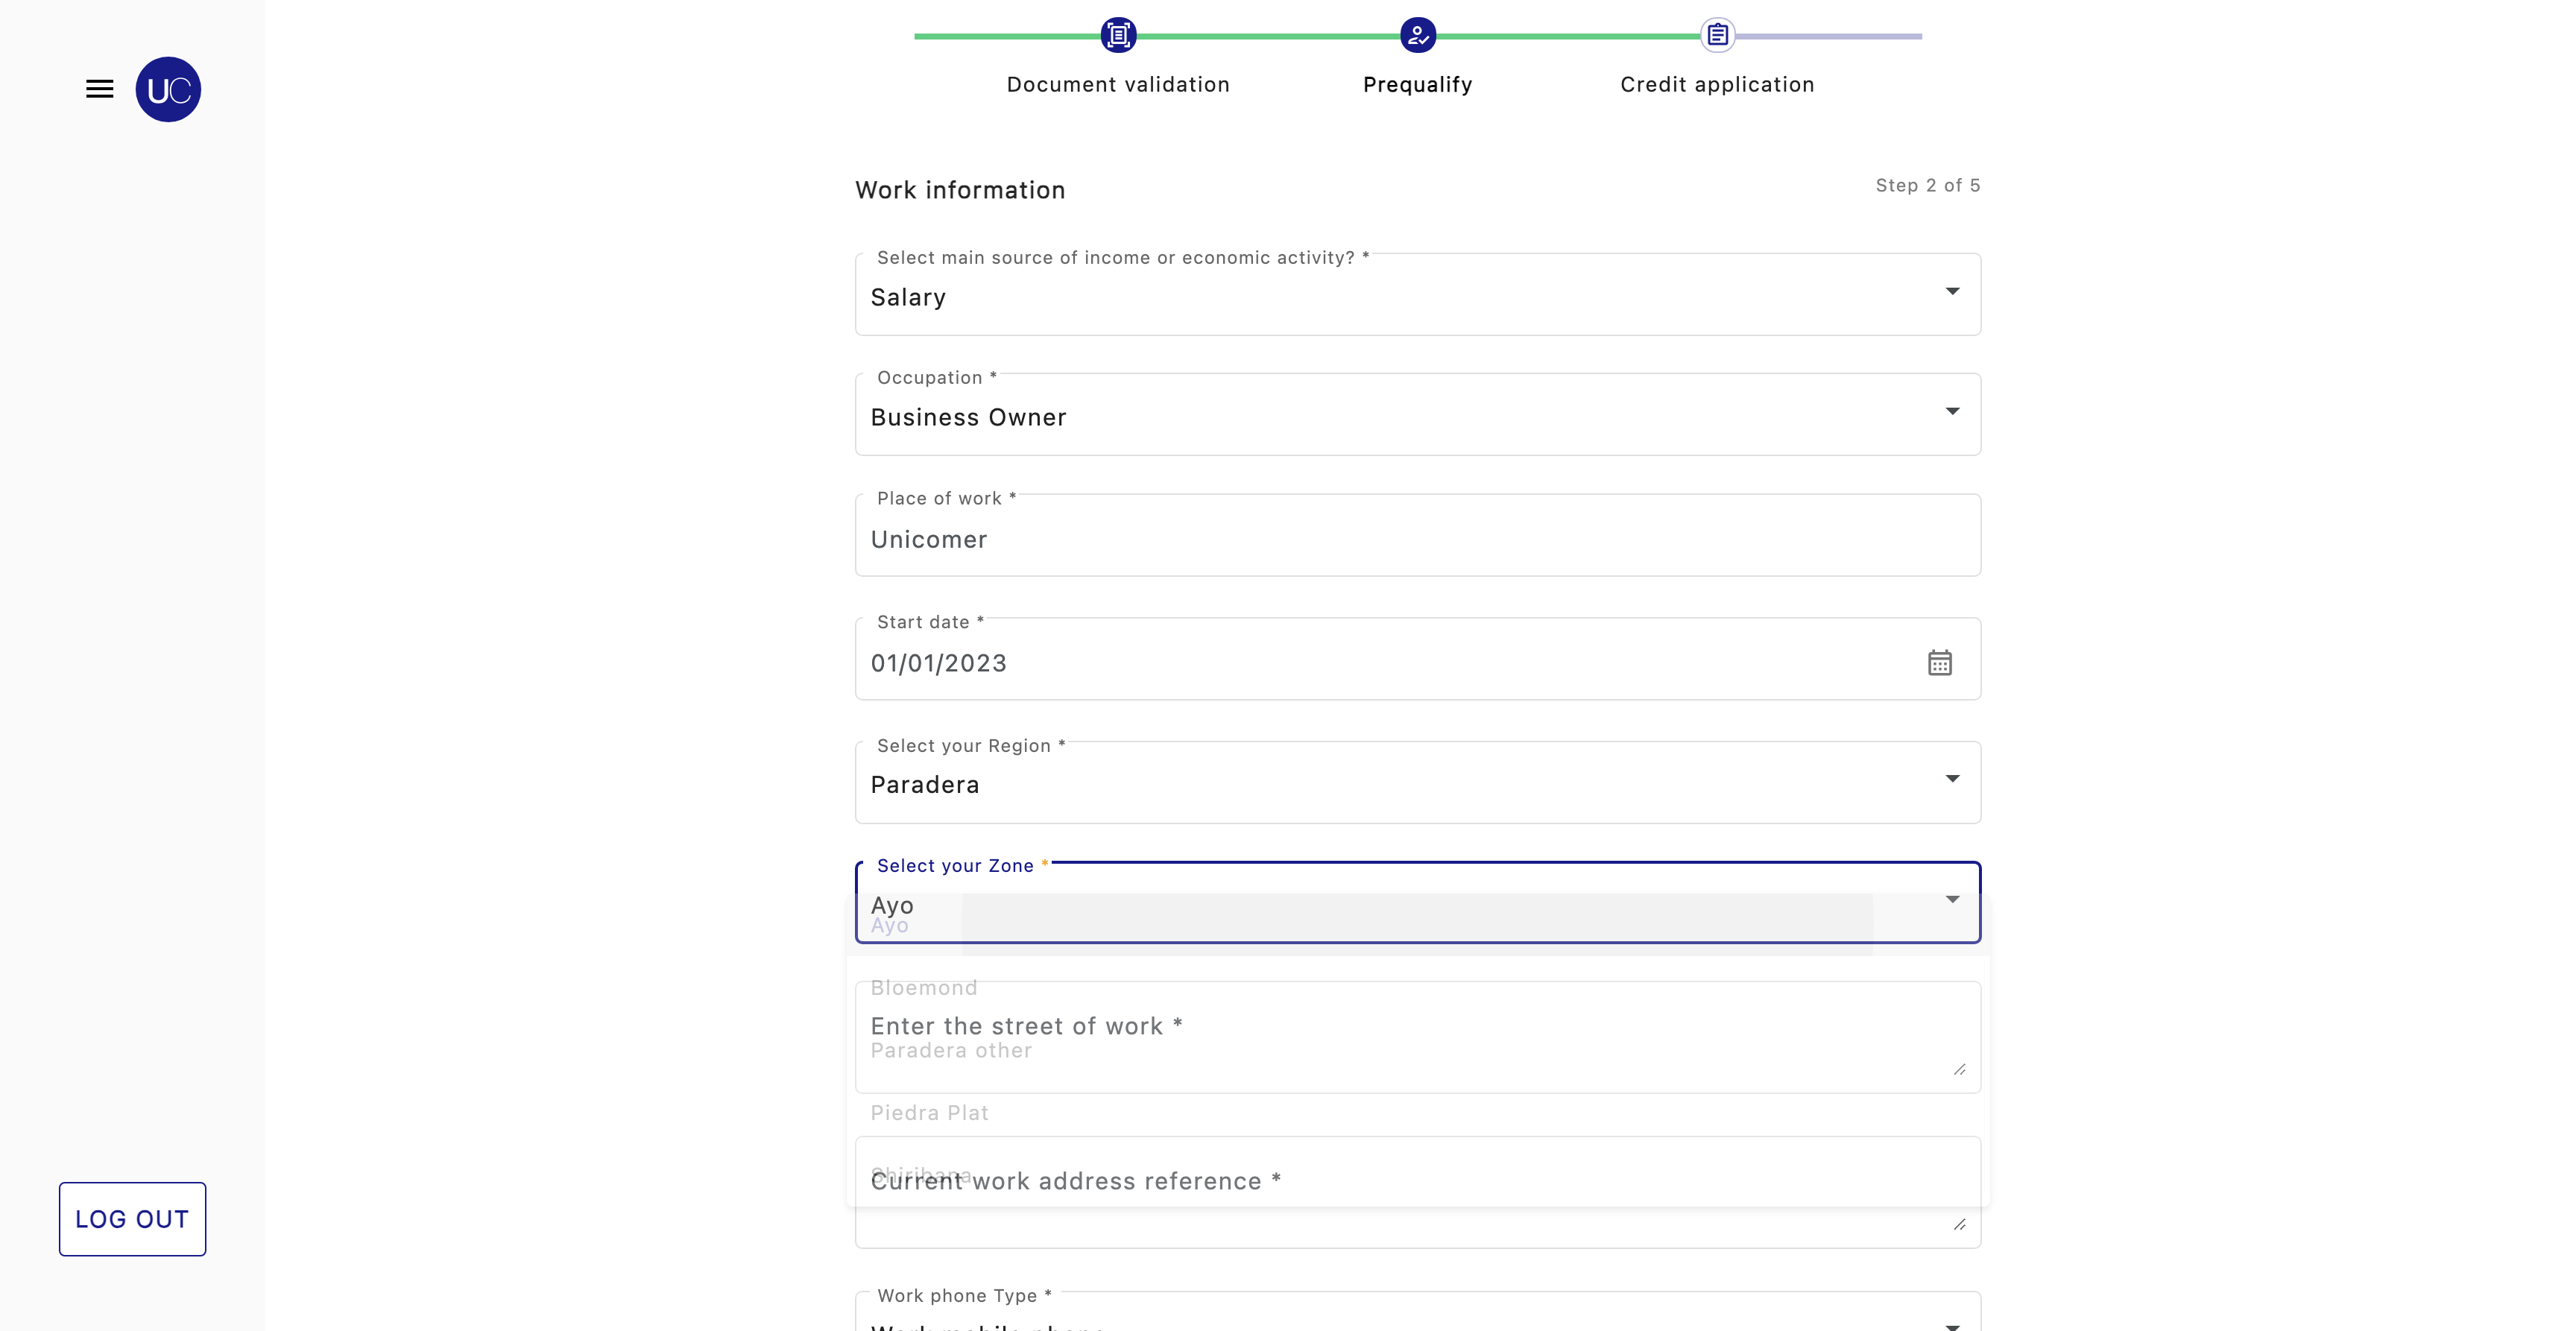 UC
Document validation
Prequalify
Credit application
Work information
Step 2 of 5
Select main source of income or economic activity? *
Salary
Occupation *
Business Owner
Place of work *
Unicomer
Start date *
01/01/2023
Select your Region *
Paradera
Select your Zone *
Ayo
Ayo
Bloemond
Enter the street of work *
Paradera other
Piedra Plat
Shiribana
Current work address reference *
LOG OUT
Work phone Type *
Work mobile phone